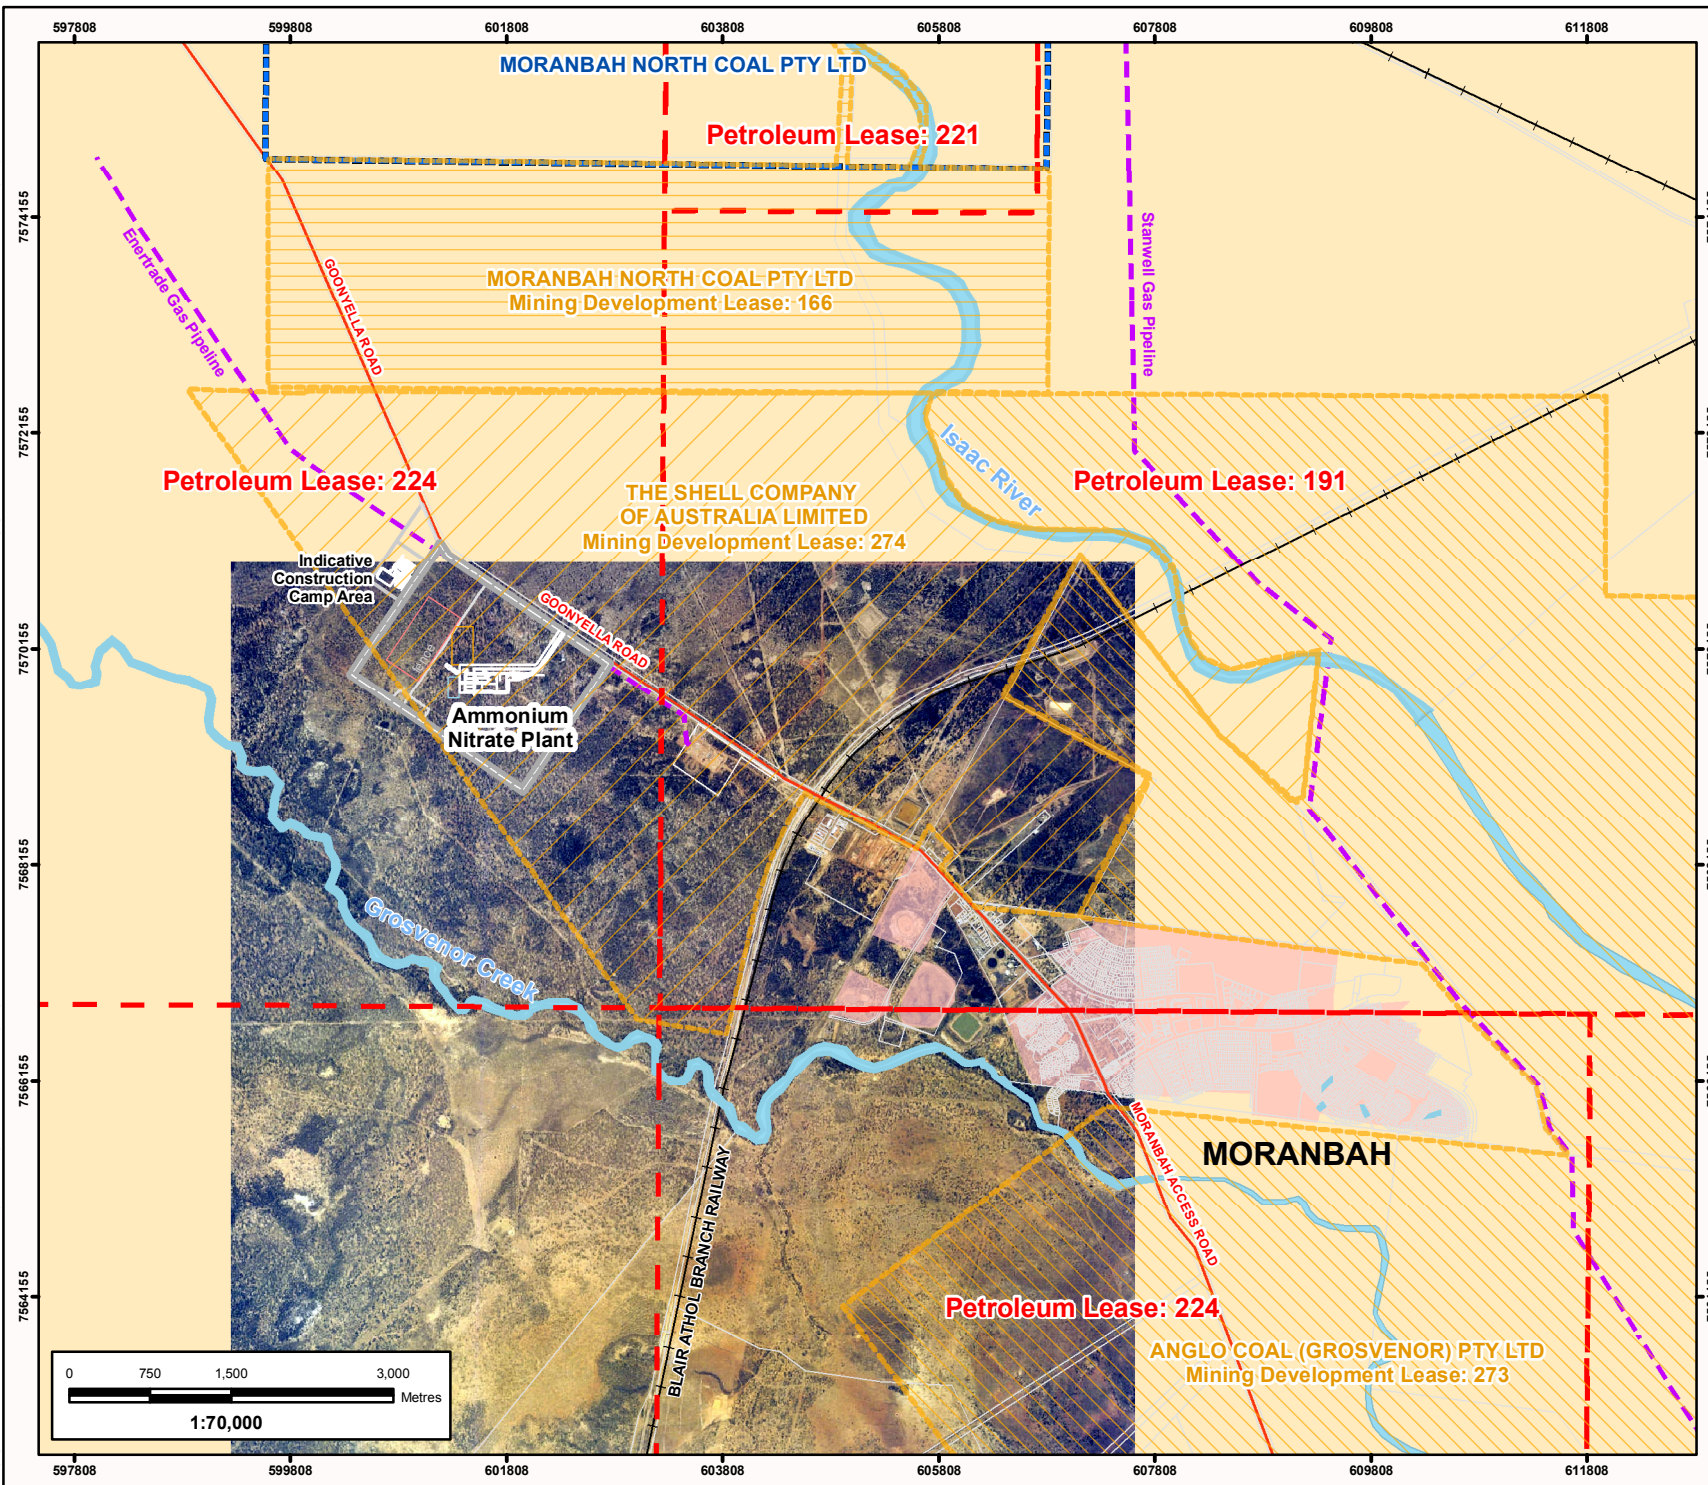 597808
599808
601808
603808
605808
607808
609808
611808
MORANBAH NORTH COAL PTY LTD
Petroleum Lease: 221
7574155
Enertrade Gas Pipeline
GOONYELLA ROAD
MORANBAH NORTH COAL PTY LTD
Mining Development Lease: 166
Stanwell Gas Pipeline
7572155
Isaac River
Petroleum Lease: 224
Petroleum Lease: 191
THE SHELL COMPANY
OF AUSTRALIA LIMITED
Mining Development Lease: 274
Indicative
Construction
Camp Area
GOONYELLA ROAD
7570155
Ammonium
Nitrate Plant
7568155
Grosvenor Creek
7566155
MORANBAH ACCESS ROAD
MORANBAH
BLAIR ATHOL BRANCH RAILWAY
7564155
Petroleum Lease: 224
ANGLO COAL (GROSVENOR) PTY LTD
Mining Development Lease: 273
0
750
1,500
3,000
Metres
1:70,000
597808
599808
601808
603808
605808
607808
609808
611808